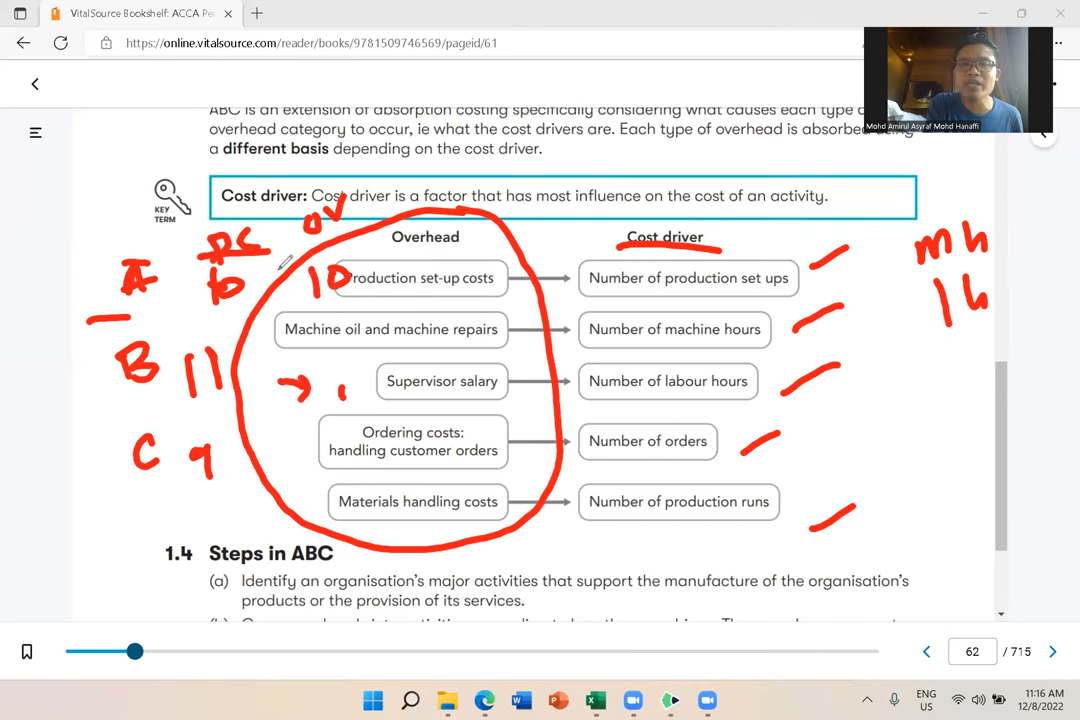 VitalSource Bookshelf: ACCA Pe
https://online.vitalsource.com/reader/books/9781509746569/pageid/61
Mohd Amirul Asyraf Mohd Hanaffi
ABC is an extension of absorption costing specifically considering what causes each type
overhead category to occur, ie what the cost drivers are. Each type of overhead is absorbed using
a different basis depending on the cost driver.
KEY
TERM
Cost driver: Cost driver is a factor that has most influence on the cost of an activity.
OV
Overhead
Cost driver
mh
lh
A
10
10
Production set-up costs
Number of production set ups
Machine oil and machine repairs
Number of machine hours
B
11
Supervisor salary
Number of labour hours
C
9
Ordering costs:
handling customer orders
Number of orders
Materials handling costs
Number of production runs
1.4 Steps in ABC
(a) Identify an organisation's major activities that support the manufacture of the organisation's
products or the provision of its services.
62 / 715
ENG
US
11:16 AM
12/8/2022